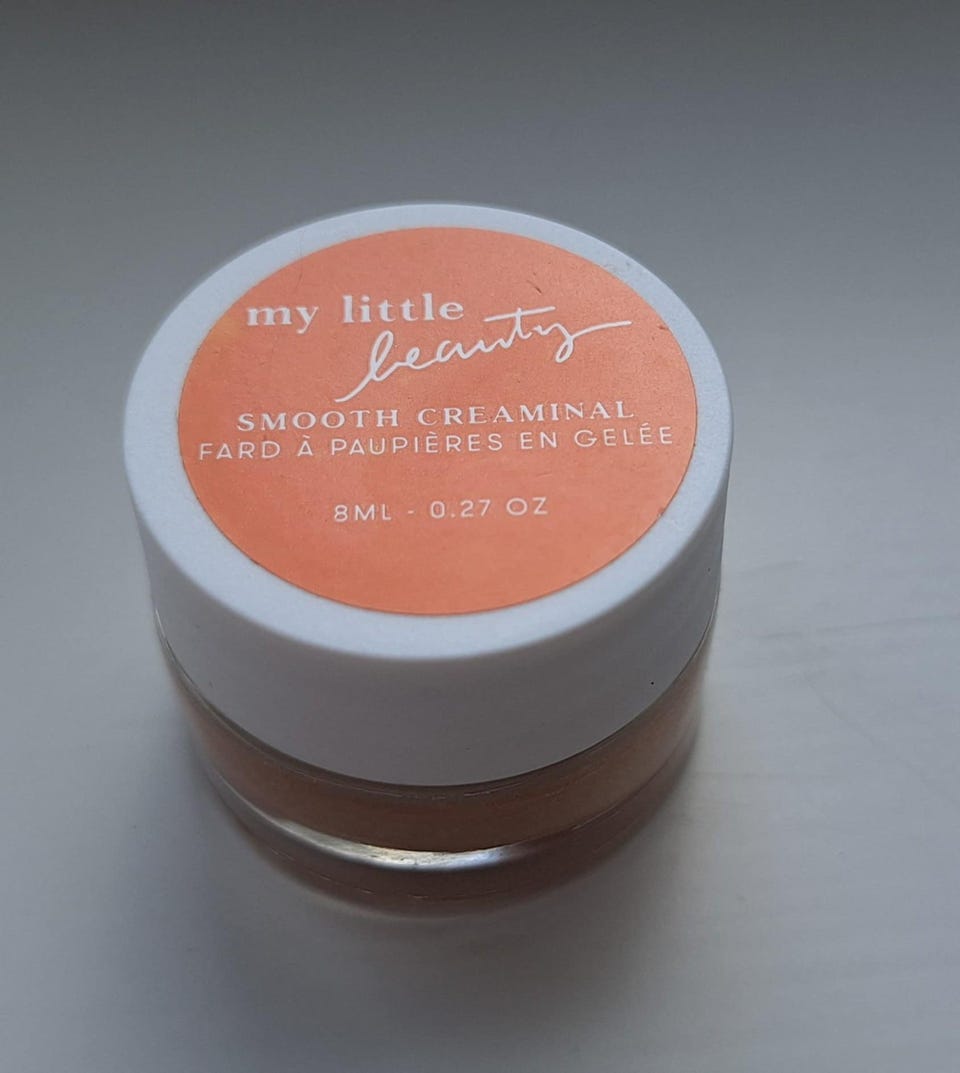 my little
beauty
SMOOTH CREAMINAL
FARD À PAUPIÈRES EN GELÉE
8ML - 0.27 OZ